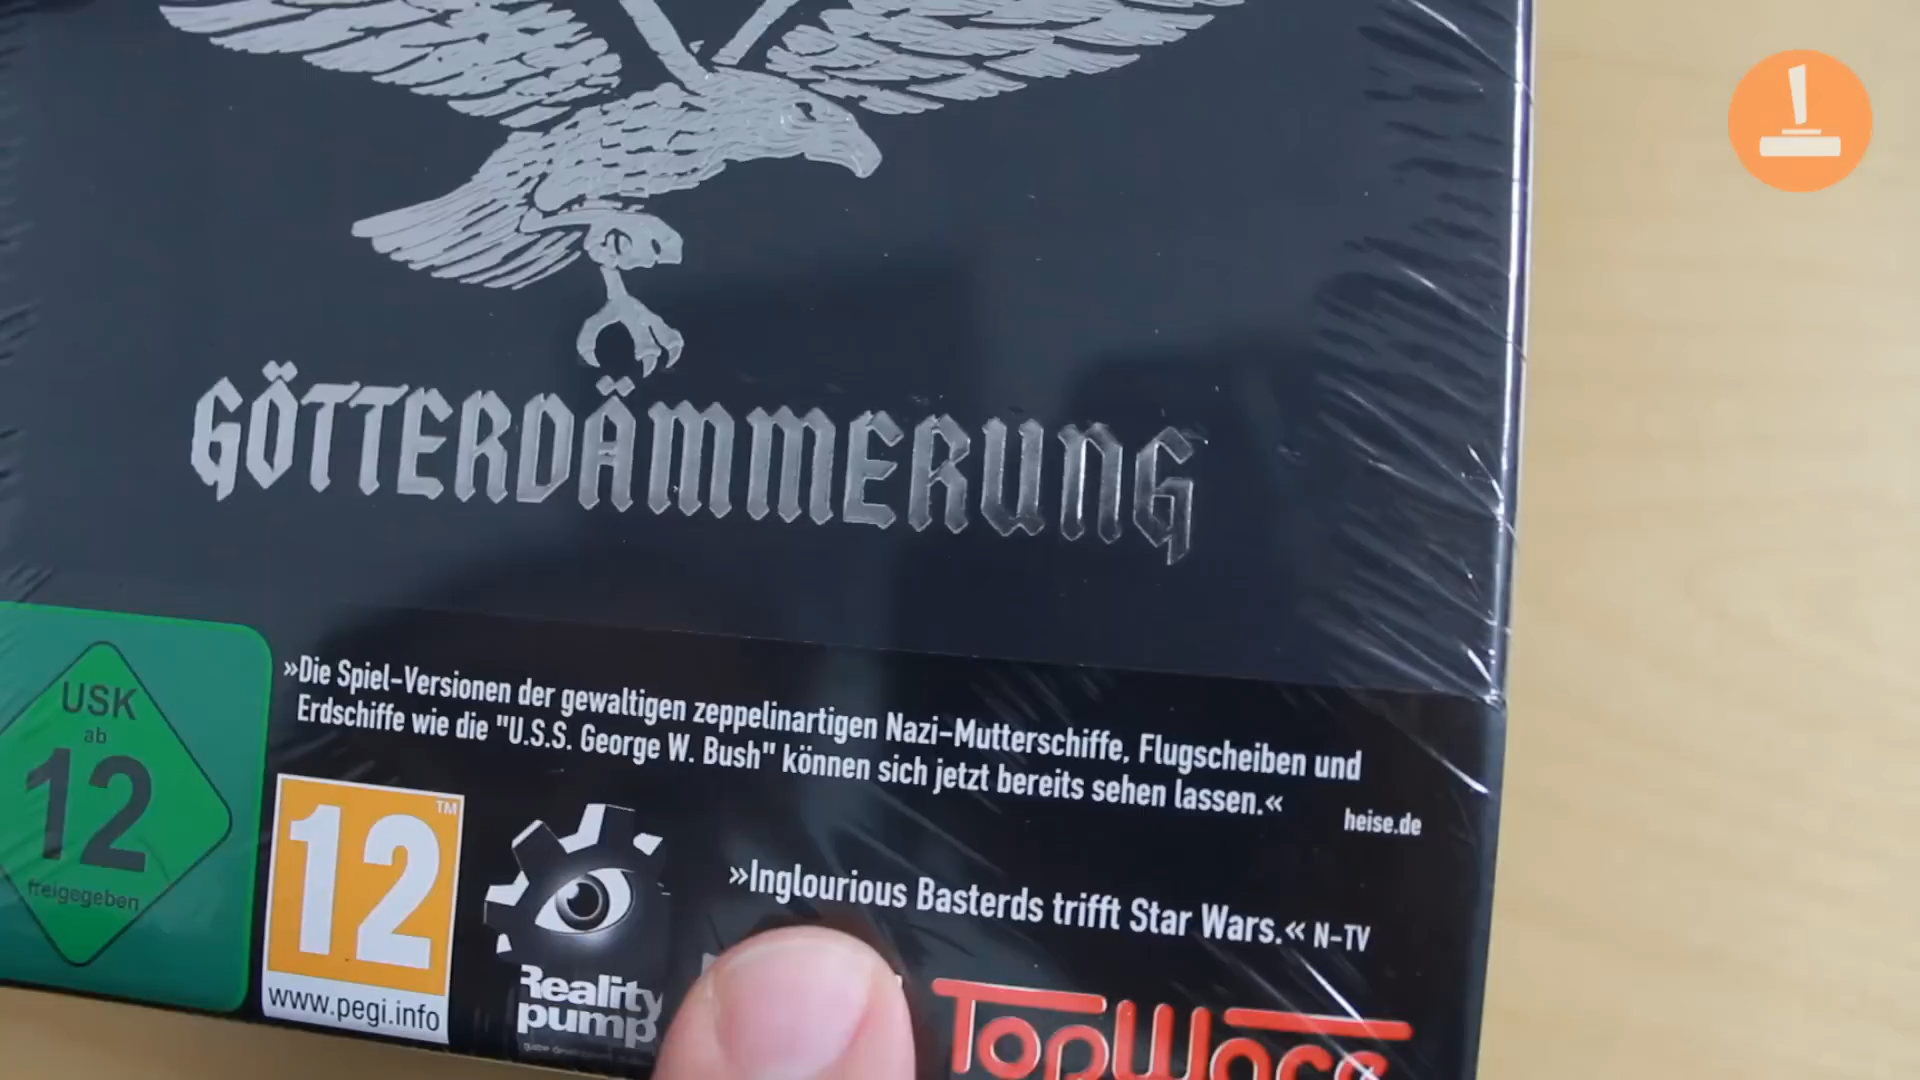 GÖTTERDÄMMERUNG
»Die Spiel-Versionen der gewaltigen zeppelinartigen Nazi-Mutterschiffe, Flugscheiben und
Erdschiffe wie die "U.S.S. George W. Bush" können sich jetzt bereits sehen lassen.«
heise.de
USK
ab
12
freigegeben
12 ™
www.pegi.info
Reality
pump
»Inglourious Basterds trifft Star Wars.« N-TV
TopWare